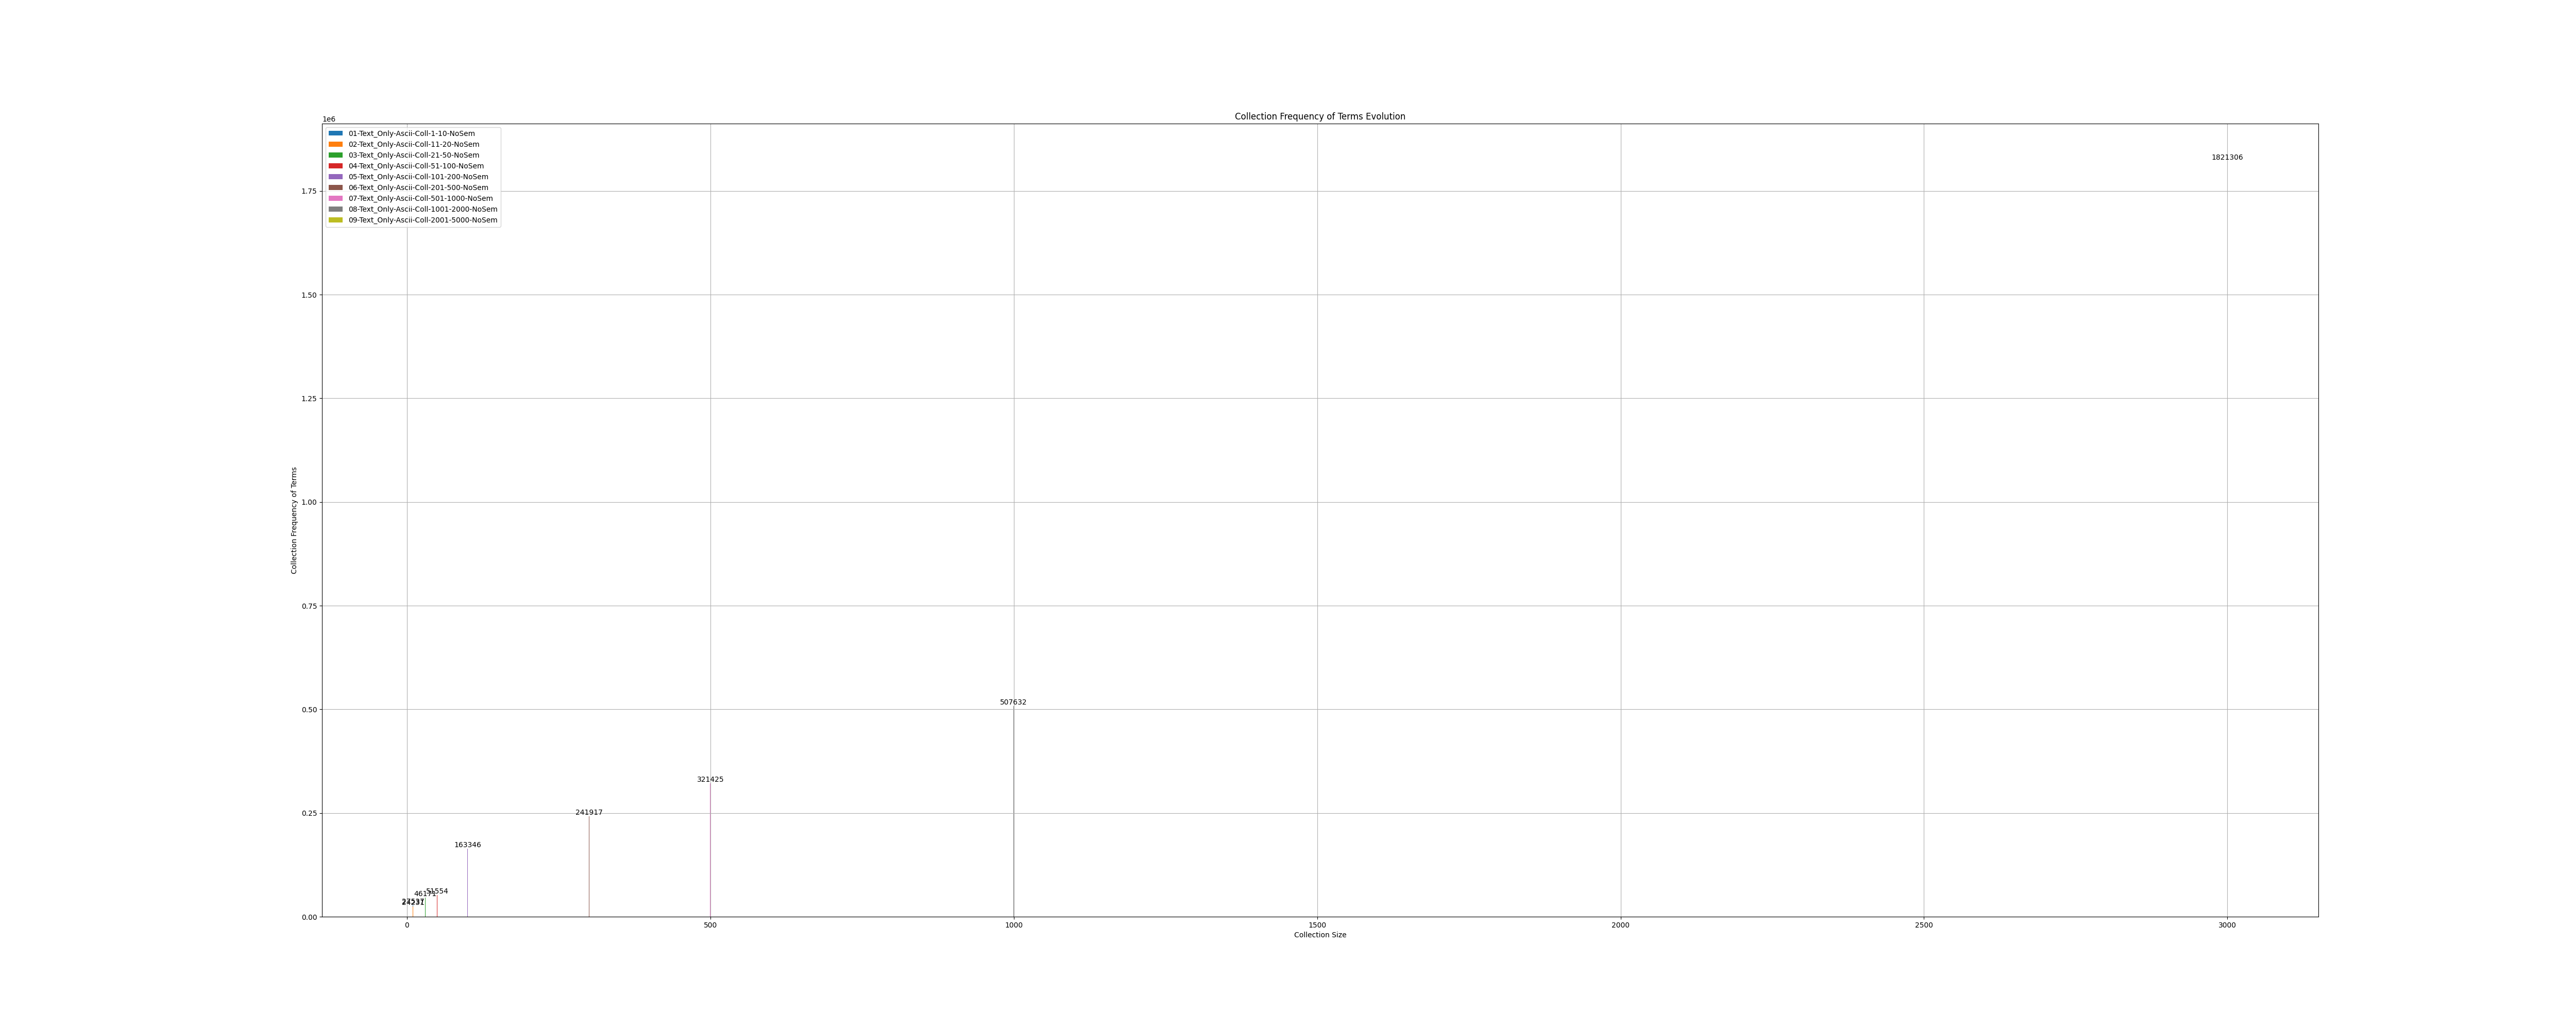 Collection Frequency of Terms Evolution
1e6
01-Text_Only-Ascii-Coll-1-10-NoSem
02-Text_Only-Ascii-Coll-11-20-NoSem
03-Text_Only-Ascii-Coll-21-50-NoSem
04-Text_Only-Ascii-Coll-51-100-NoSem
05-Text_Only-Ascii-Coll-101-200-NoSem
06-Text_Only-Ascii-Coll-201-500-NoSem
07-Text_Only-Ascii-Coll-501-1000-NoSem
08-Text_Only-Ascii-Coll-1001-2000-NoSem
09-Text_Only-Ascii-Coll-2001-5000-NoSem
1821306
1.75
1.50
1.25
1.00
0.75
0.50
0.25
0.00
Collection Frequency of Terms
507632
321425
241917
163346
51554
46171
0
500
1000
1500
2000
2500
3000
Collection Size